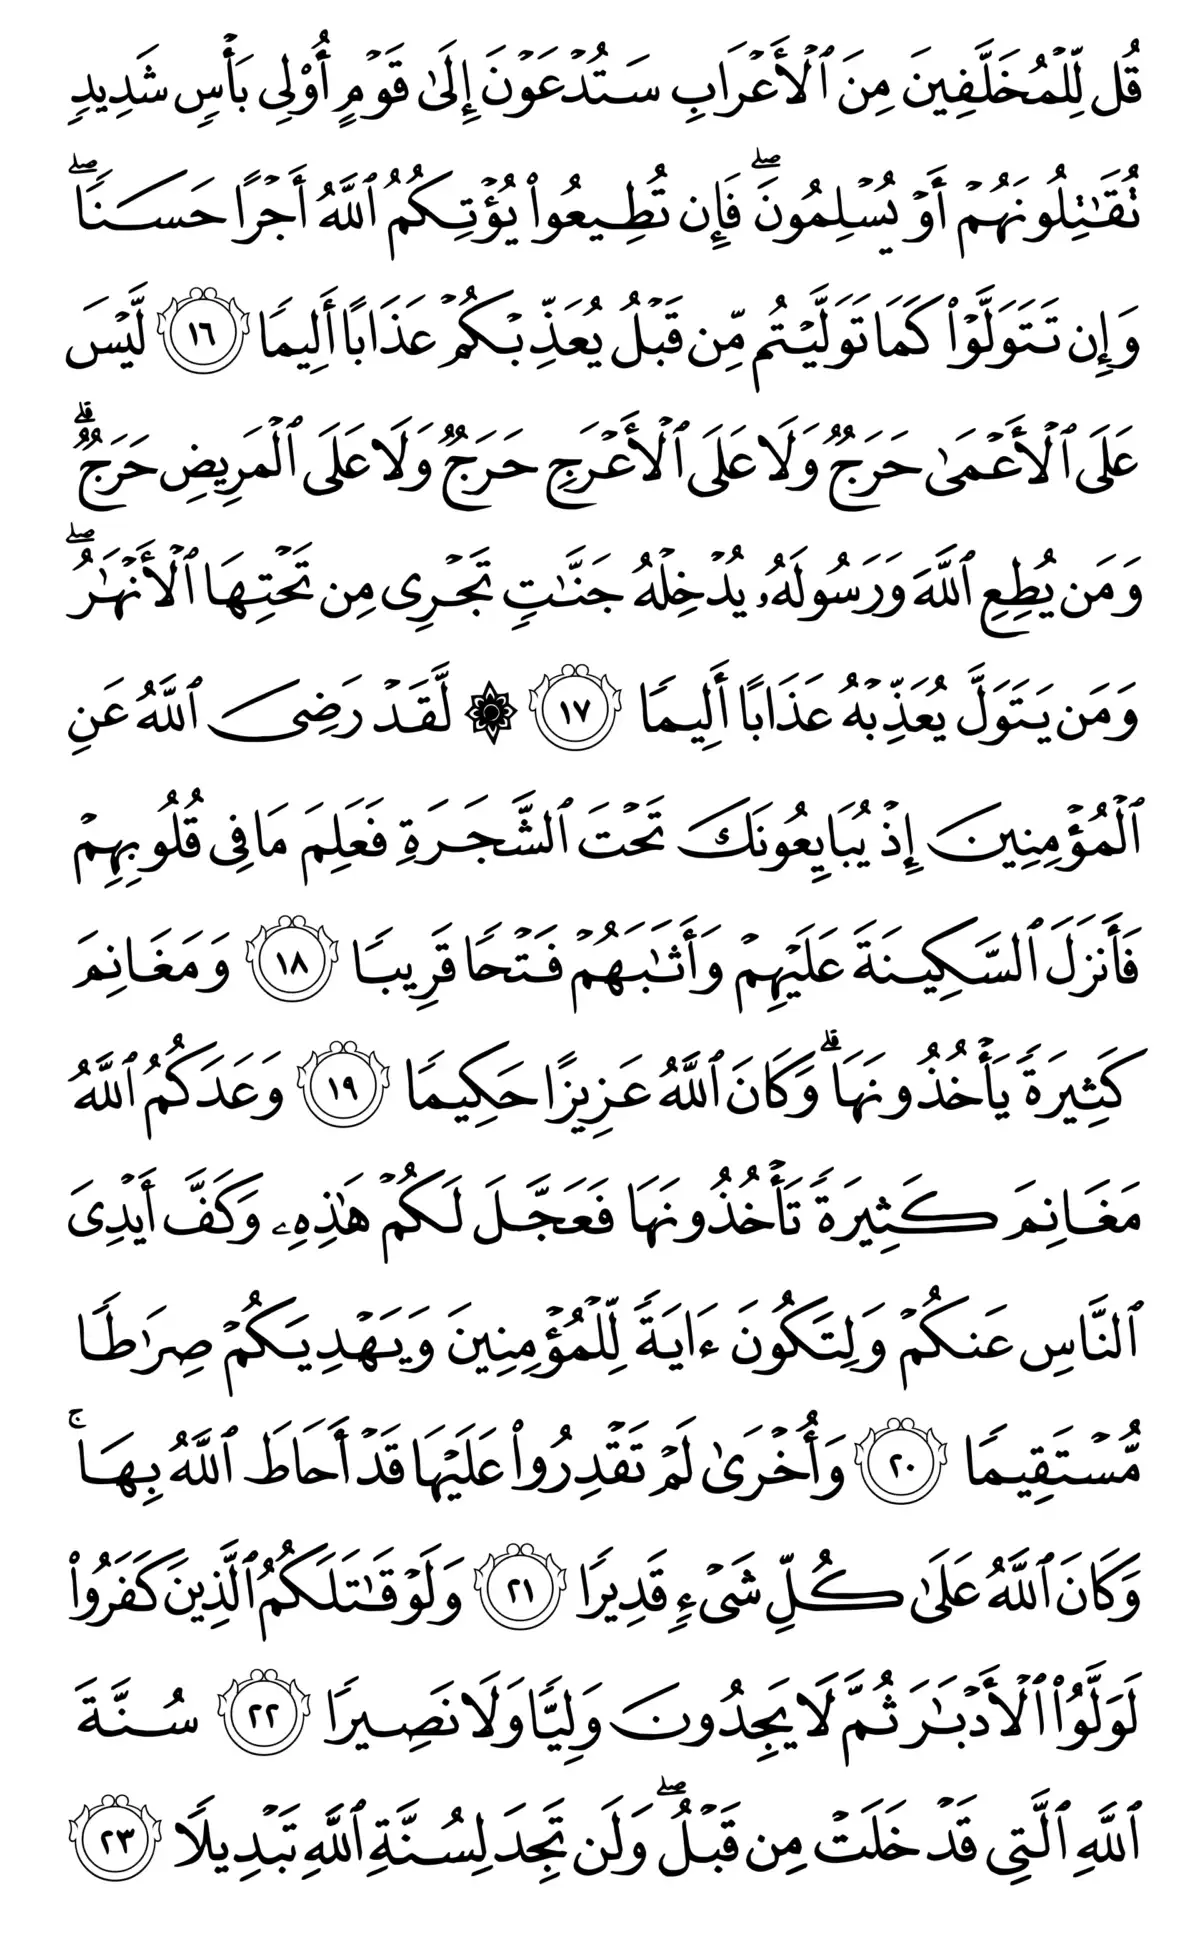 قُل لِّلْمُخَلَّفِينَ مِنَ ٱلْأَعْرَابِ سَتُدْعَوْنَ إِلَىٰ قَوْمٍ أُو۟لِى بَأْسٍ شَدِيدٍ
تُقَـٰتِلُونَهُمْ أَوْ يُسْلِمُونَ ۖ فَإِن تُطِيعُوا۟ يُؤْتِكُمُ ٱللَّهُ أَجْرًا حَسَنًا ۖ
وَإِن تَتَوَلَّوْا۟ كَمَا تَوَلَّيْتُم مِّن قَبْلُ يُعَذِّبْكُمْ عَذَابًا أَلِيمًا ١٦ لَّيْسَ
عَلَى ٱلْأَعْمَىٰ حَرَجٌ وَلَا عَلَى ٱلْأَعْرَجِ حَرَجٌ وَلَا عَلَى ٱلْمَرِيضِ حَرَجٌ ۗ
وَمَن يُطِعِ ٱللَّهَ وَرَسُولَهُۥ يُدْخِلْهُ جَنَّـٰتٍ تَجْرِى مِن تَحْتِهَا ٱلْأَنْهَـٰرُ ۖ
وَمَن يَتَوَلَّ يُعَذِّبْهُ عَذَابًا أَلِيمًا ١٧ ۞ لَّقَدْ رَضِىَ ٱللَّهُ عَنِ
ٱلْمُؤْمِنِينَ إِذْ يُبَايِعُونَكَ تَحْتَ ٱلشَّجَرَةِ فَعَلِمَ مَا فِى قُلُوبِهِمْ
فَأَنزَلَ ٱلسَّكِينَةَ عَلَيْهِمْ وَأَثَـٰبَهُمْ فَتْحًا قَرِيبًا ١٨ وَمَغَانِمَ
كَثِيرَةً يَأْخُذُونَهَا ۗ وَكَانَ ٱللَّهُ عَزِيزًا حَكِيمًا ١٩ وَعَدَكُمُ ٱللَّهُ
مَغَانِمَ كَثِيرَةً تَأْخُذُونَهَا فَعَجَّلَ لَكُمْ هَـٰذِهِۦ وَكَفَّ أَيْدِىَ
ٱلنَّاسِ عَنكُمْ وَلِتَكُونَ ءَايَةً لِّلْمُؤْمِنِينَ وَيَهْدِيَكُمْ صِرَٰطًا
مُّسْتَقِيمًا ٢٠ وَأُخْرَىٰ لَمْ تَقْدِرُوا۟ عَلَيْهَا قَدْ أَحَاطَ ٱللَّهُ بِهَا ۚ
وَكَانَ ٱللَّهُ عَلَىٰ كُلِّ شَىْءٍ قَدِيرًا ٢١ وَلَوْ قَـٰتَلَكُمُ ٱلَّذِينَ كَفَرُوا۟
لَوَلَّوُا۟ ٱلْأَدْبَـٰرَ ثُمَّ لَا يَجِدُونَ وَلِيًّا وَلَا نَصِيرًا ٢٢ سُنَّةَ
ٱللَّهِ ٱلَّتِى قَدْ خَلَتْ مِن قَبْلُ ۖ وَلَن تَجِدَ لِسُنَّةِ ٱللَّهِ تَبْدِيلًا ٢٣